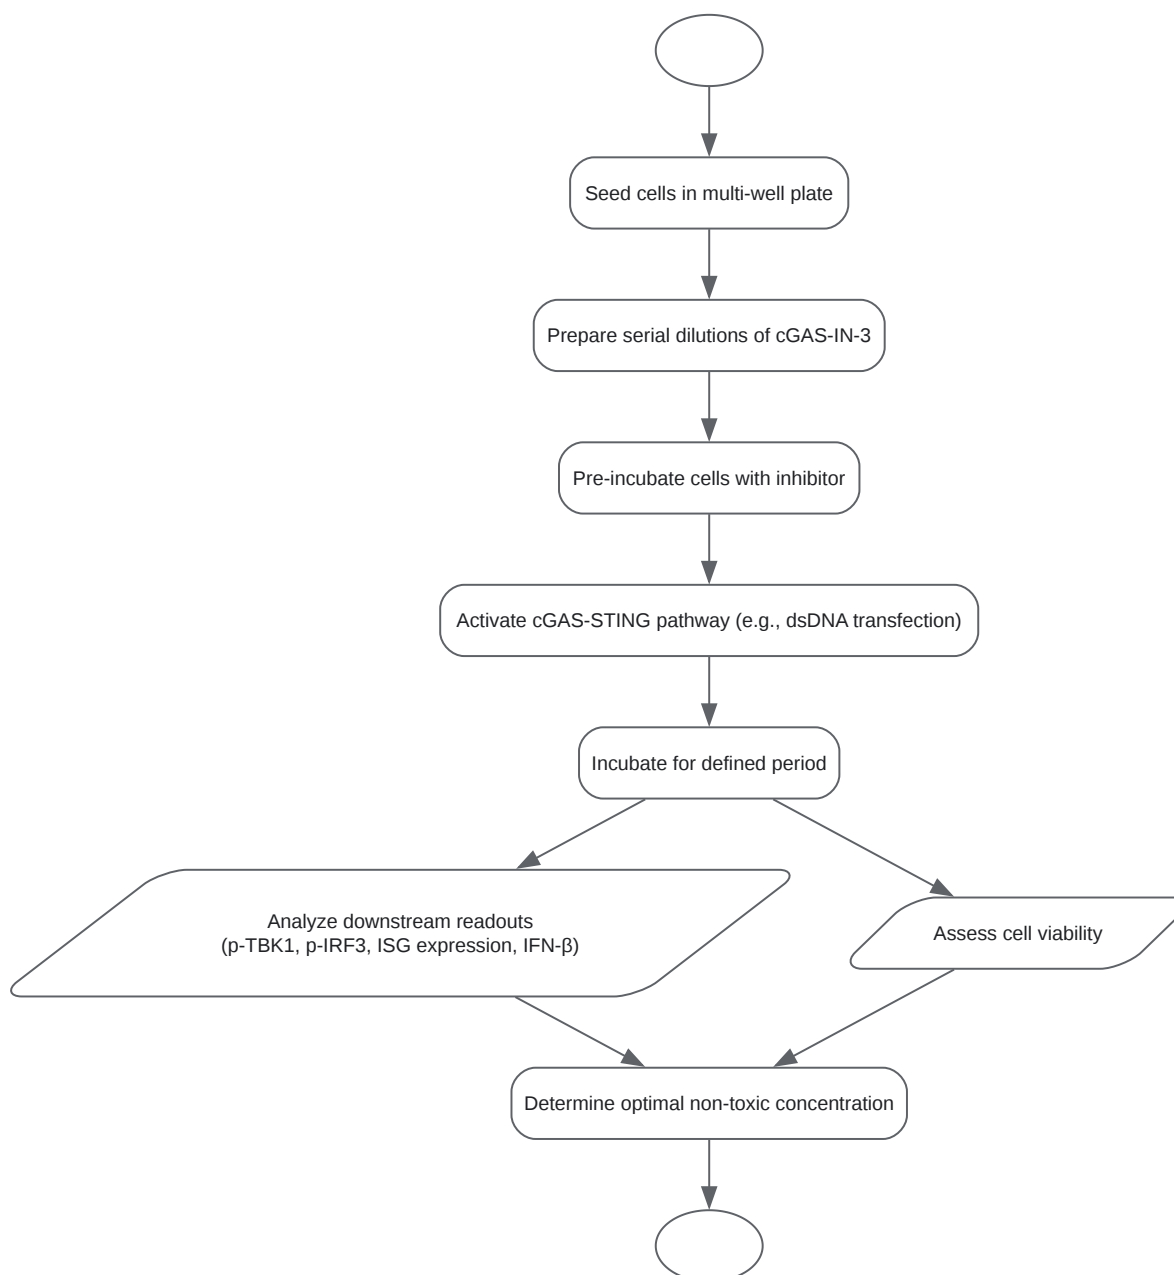 Seed cells in multi-well plate
Prepare serial dilutions of cGAS-IN-3
Pre-incubate cells with inhibitor
Activate cGAS-STING pathway (e.g., dsDNA transfection)
Incubate for defined period
Analyze downstream readouts
(p-TBK1, p-IRF3, ISG expression, IFN-β)
Assess cell viability
Determine optimal non-toxic concentration